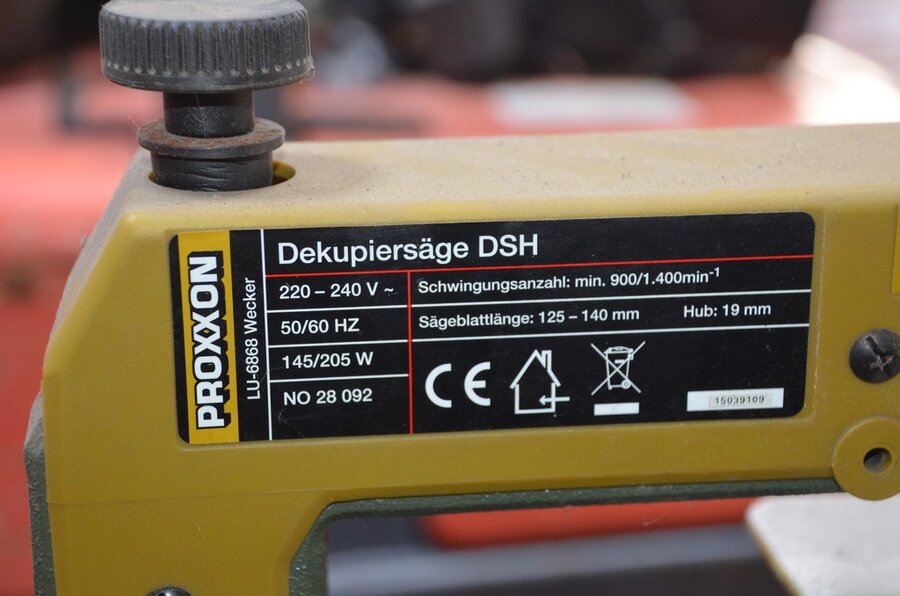 PROXXON
LU-6868 Wecker
Dekupiersäge DSH
220 – 240 V ~
50/60 HZ
145/205 W
NO 28 092
Schwingungsanzahl: min. 900/1.400min⁻¹
Sägeblattlänge: 125 – 140 mm Hub: 19 mm
CE
15039109